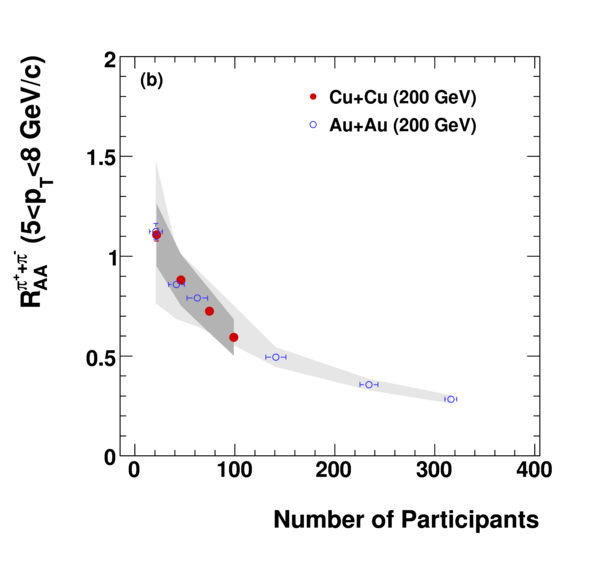 (b)
Cu+Cu (200 GeV)
Au+Au (200 GeV)
2
1.5
1
0.5
0
0 100 200 300 400
Number of Participants
R_AA^π⁺+π⁻ (5<p_T<8 GeV/c)